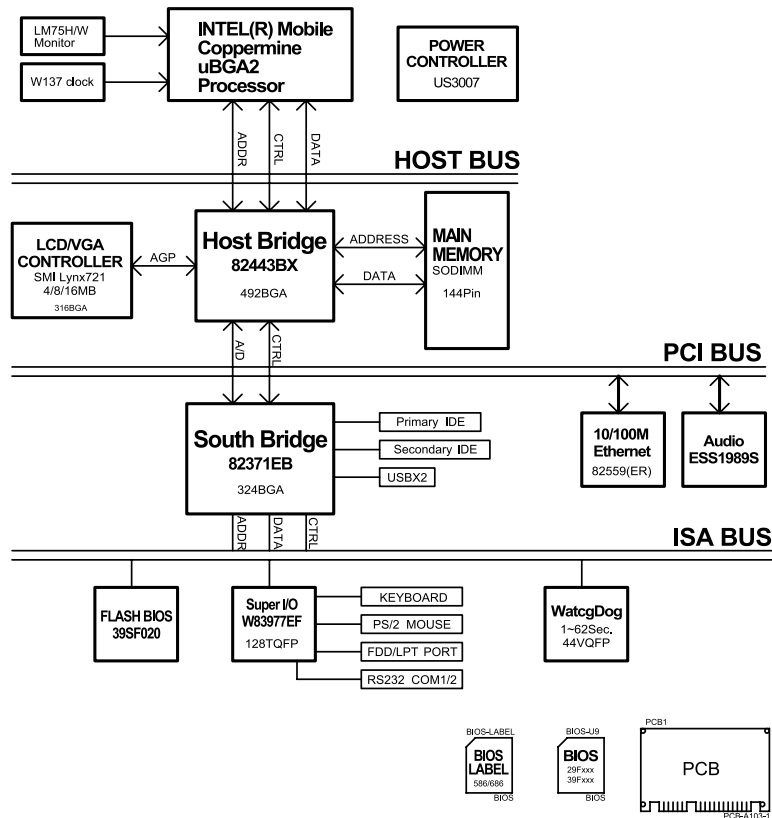 LM75H/W
Monitor
W137 clock
INTEL(R) Mobile
Coppermine
uBGA2
Processor
POWER
CONTROLLER
US3007
ADDR
CTRL
DATA
HOST BUS
LCD/VGA
CONTROLLER
SMI Lynx721
4/8/16MB
316BGA
AGP
Host Bridge
82443BX
492BGA
ADDRESS
DATA
MAIN
MEMORY
SODIMM
144Pin
A/D
CTRL
PCI BUS
South Bridge
82371EB
324BGA
Primary IDE
Secondary IDE
USBX2
10/100M
Ethernet
82559(ER)
Audio
ESS1989S
ADDR
DATA
CTRL
ISA BUS
FLASH BIOS
39SF020
Super I/O
W83977EF
128TQFP
KEYBOARD
PS/2 MOUSE
FDD/LPT PORT
RS232 COM1/2
WatcgDog
1~62Sec.
44VQFP
BIOS-LABEL
BIOS
LABEL
586/686
BIOS
BIOS-U9
BIOS
29Fxxx
39Fxxx
BIOS
PCB1
PCB
PCB-A103-1